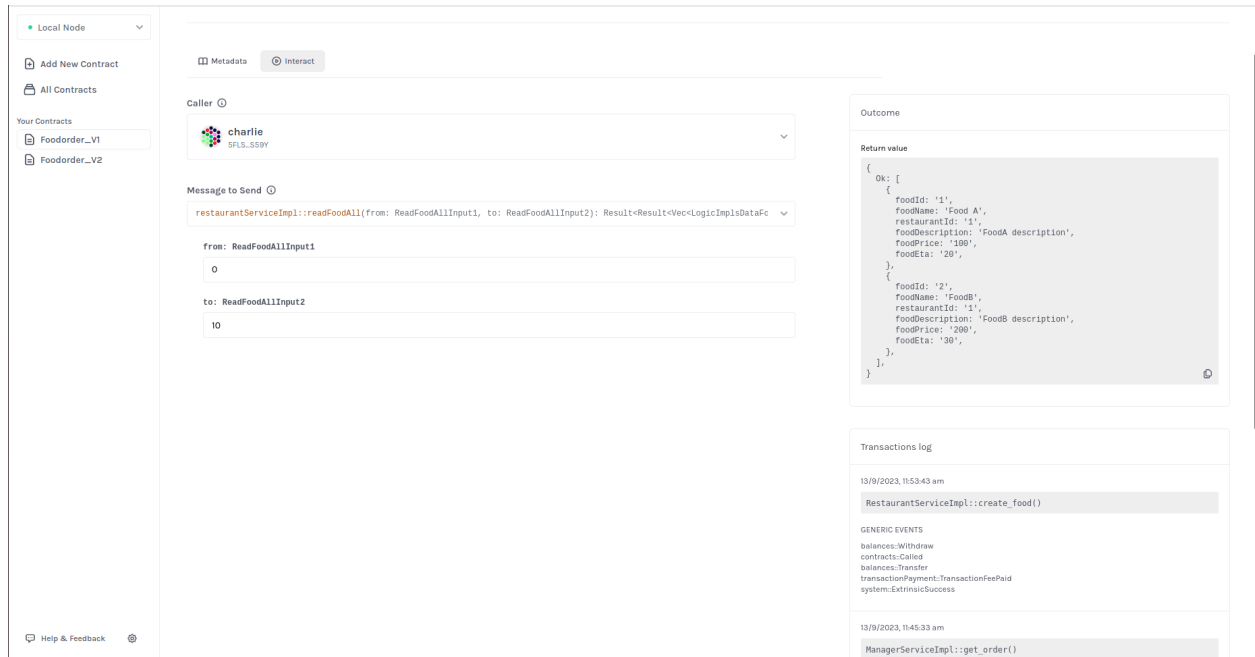 Local Node
Add New Contract
All Contracts
Your Contracts
Foodorder_V1
Foodorder_V2
Help & Feedback
Metadata
Interact
Caller
charlie
5FLS…S59Y
Message to Send
restaurantServiceImpl::readFoodAll(from: ReadFoodAllInput1, to: ReadFoodAllInput2): Result<Result<Vec<LogicImplsDataFo
from: ReadFoodAllInput1
0
to: ReadFoodAllInput2
10
Outcome
Return value
{
Ok: [
{
foodId: '1',
foodName: 'Food A',
restaurantId: '1',
foodDescription: 'FoodA description',
foodPrice: '100',
foodEta: '20',
},
{
foodId: '2',
foodName: 'FoodB',
restaurantId: '1',
foodDescription: 'FoodB description',
foodPrice: '200',
foodEta: '30',
},
],
}
Transactions log
13/9/2023, 11:53:43 am
RestaurantServiceImpl::create_food()
GENERIC EVENTS
balances::Withdraw
contracts::Called
balances::Transfer
transactionPayment::TransactionFeePaid
system::ExtrinsicSuccess
13/9/2023, 11:45:33 am
ManagerServiceImpl::get_order()